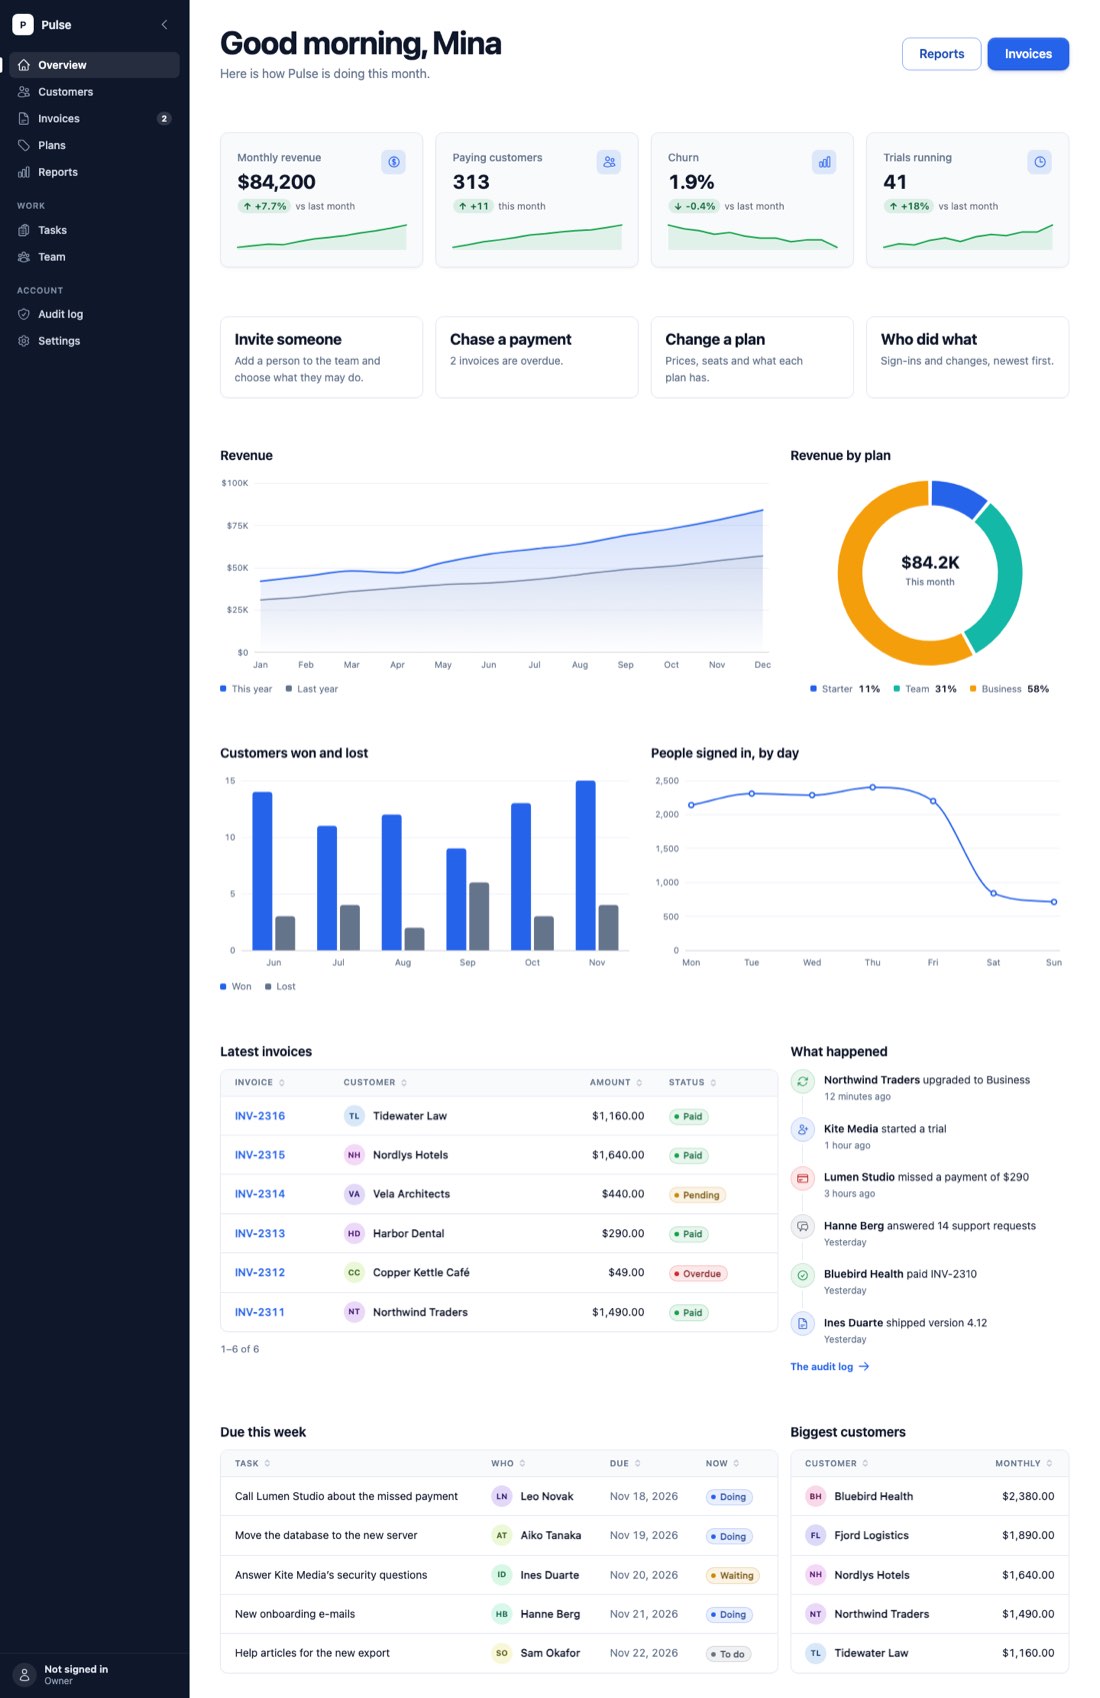 P Pulse
Overview
Customers
Invoices 2
Plans
Reports
WORK
Tasks
Team
ACCOUNT
Audit log
Settings
Not signed in
Owner
Good morning, Mina
Here is how Pulse is doing this month.
Reports
Invoices
Monthly revenue
$84,200
+7.7% vs last month
Paying customers
313
+11 this month
Churn
1.9%
-0.4% vs last month
Trials running
41
+18% vs last month
Invite someone
Add a person to the team and
choose what they may do.
Chase a payment
2 invoices are overdue.
Change a plan
Prices, seats and what each
plan has.
Who did what
Sign-ins and changes, newest first.
Revenue
$100K
$75K
$50K
$25K
$0
Jan Feb Mar Apr May Jun Jul Aug Sep Oct Nov Dec
This year Last year
Revenue by plan
$84.2K
This month
Starter 11% Team 31% Business 58%
Customers won and lost
15
10
5
0
Jun Jul Aug Sep Oct Nov
Won Lost
People signed in, by day
2,500
2,000
1,500
1,000
500
0
Mon Tue Wed Thu Fri Sat Sun
Latest invoices
INVOICE CUSTOMER AMOUNT STATUS
INV-2316 TL Tidewater Law $1,160.00 Paid
INV-2315 NH Nordlys Hotels $1,640.00 Paid
INV-2314 VA Vela Architects $440.00 Pending
INV-2313 HD Harbor Dental $290.00 Paid
INV-2312 CC Copper Kettle Café $49.00 Overdue
INV-2311 NT Northwind Traders $1,490.00 Paid
1–6 of 6
What happened
Northwind Traders upgraded to Business
12 minutes ago
Kite Media started a trial
1 hour ago
Lumen Studio missed a payment of $290
3 hours ago
Hanne Berg answered 14 support requests
Yesterday
Bluebird Health paid INV-2310
Yesterday
Ines Duarte shipped version 4.12
Yesterday
The audit log
Due this week
TASK WHO DUE NOW
Call Lumen Studio about the missed payment LN Leo Novak Nov 18, 2026 Doing
Move the database to the new server AT Aiko Tanaka Nov 19, 2026 Doing
Answer Kite Media’s security questions ID Ines Duarte Nov 20, 2026 Waiting
New onboarding e-mails HB Hanne Berg Nov 21, 2026 Doing
Help articles for the new export SO Sam Okafor Nov 22, 2026 To do
Biggest customers
CUSTOMER MONTHLY
BH Bluebird Health $2,380.00
FL Fjord Logistics $1,890.00
NH Nordlys Hotels $1,640.00
NT Northwind Traders $1,490.00
TL Tidewater Law $1,160.00